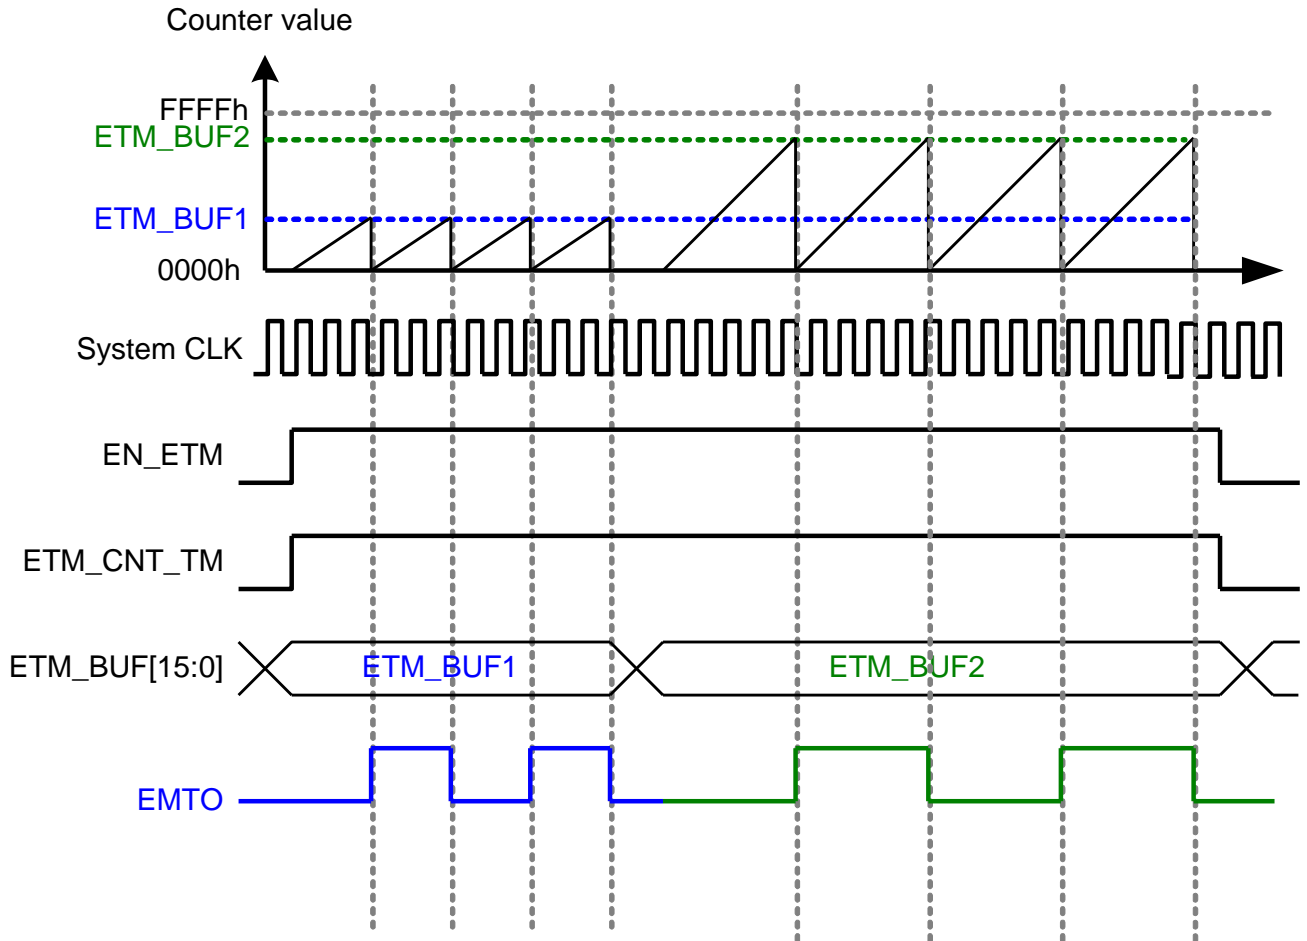 Counter value
FFFFh
ETM_BUF2
ETM_BUF1
0000h
System CLK
EN_ETM
ETM_CNT_TM
ETM_BUF[15:0]
ETM_BUF1
ETM_BUF2
EMTO